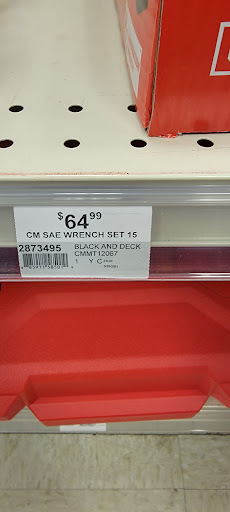 $64.99
CM SAE WRENCH SET 15
2873495 BLACK AND DECK
CMMT12067
1 Y C